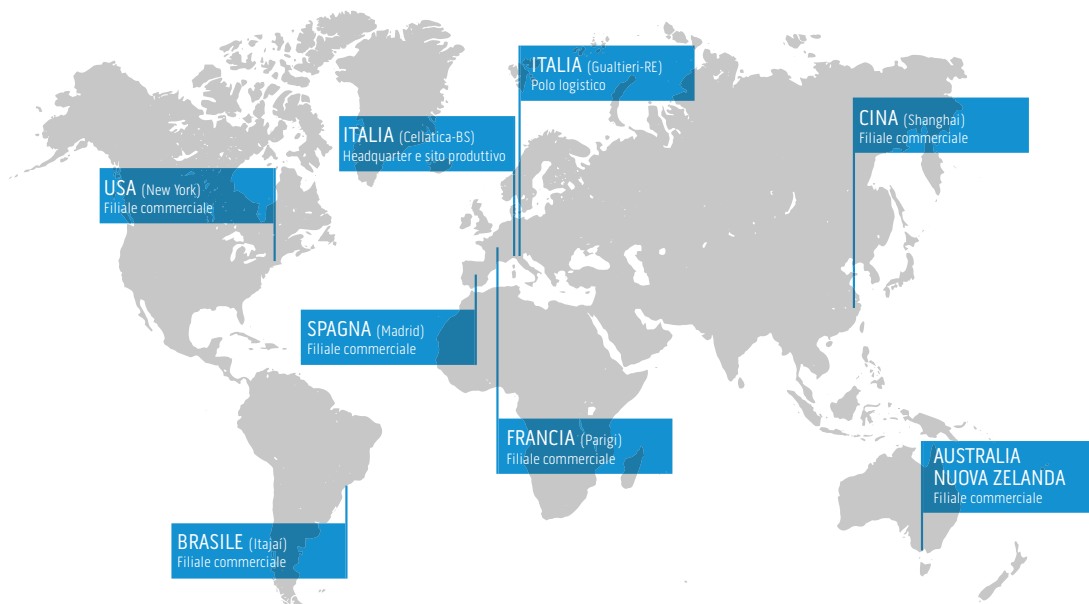 ITALIA (Gualtieri-RE)
Polo logistico
ITALIA (Cellatica-BS)
Headquarter e sito produttivo
CINA (Shanghai)
Filiale commerciale
USA (New York)
Filiale commerciale
SPAGNA (Madrid)
Filiale commerciale
FRANCIA (Parigi)
Filiale commerciale
AUSTRALIA
NUOVA ZELANDA
Filiale commerciale
BRASILE (Itajaí)
Filiale commerciale